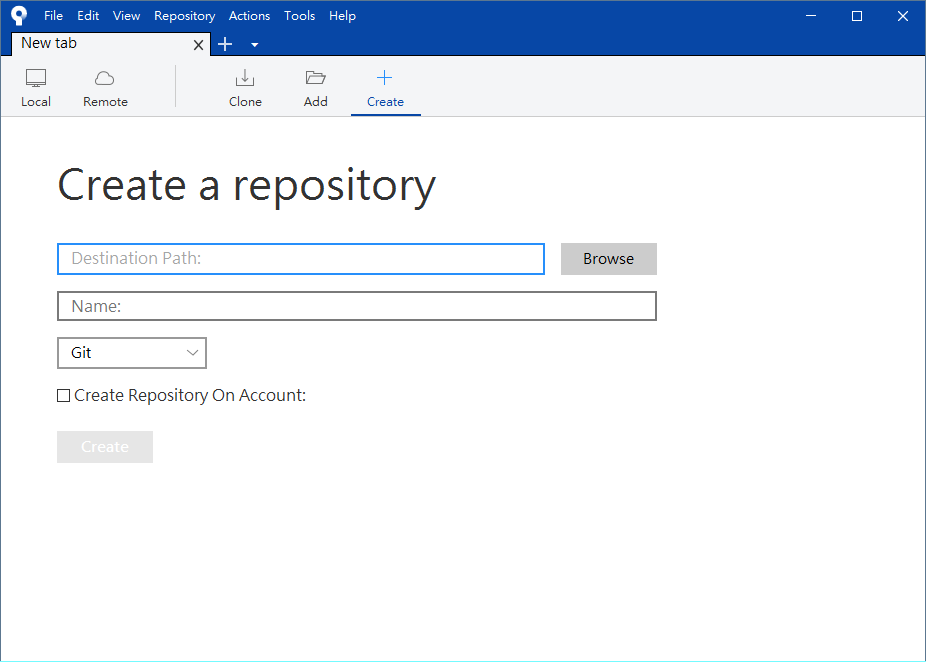 File Edit View Repository Actions Tools Help
New tab
Local Remote Clone Add Create
Create a repository
Destination Path: Browse
Name:
Git
Create Repository On Account:
Create